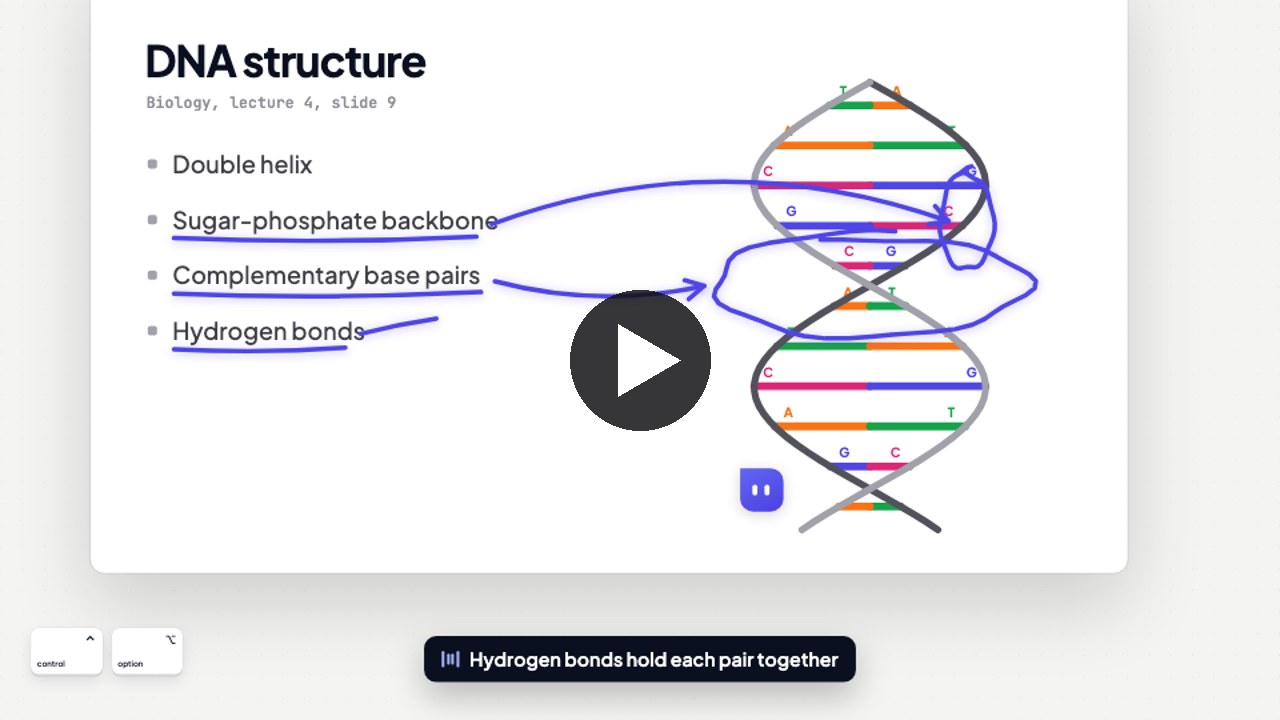 DNA structure
Biology, lecture 4, slide 9
Double helix
Sugar-phosphate backbone
Complementary base pairs
Hydrogen bonds
T A
A T
C G
G C
C G
A T
C G
A T
G C
control
option
Hydrogen bonds hold each pair together